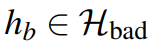 h_b ∈ ℋ_bad